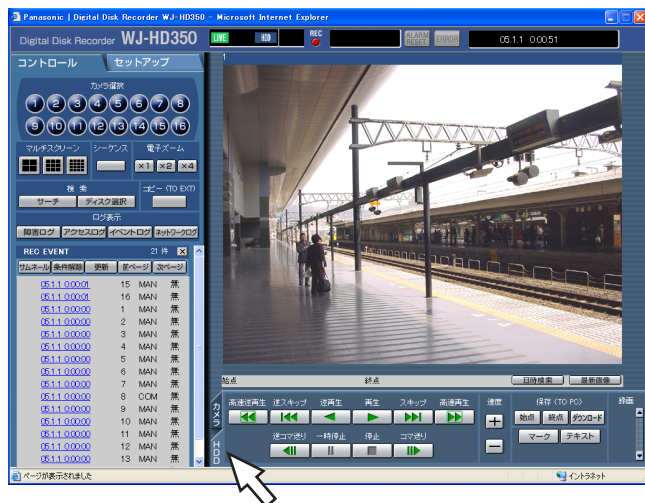 Panasonic | Digital Disk Recorder WJ-HD350 - Microsoft Internet Explorer
Digital Disk Recorder WJ-HD350
LIVE HDD REC ALARM RESET ERROR 05.1.1 0:00:51
コントロール セットアップ
カメラ選択
1 2 3 4 5 6 7 8
9 10 11 12 13 14 15 16
マルチスクリーン シーケンス 電子ズーム
×1 ×2 ×4
検 索 コピー (TO EXT)
サーチ ディスク選択
ログ表示
障害ログ アクセスログ イベントログ ネットワークログ
REC EVENT 21 件
サムネール 条件解除 更新 前ページ 次ページ
05.1.1 0:00:01 15 MAN 無
05.1.1 0:00:01 16 MAN 無
05.1.1 0:00:00 1 MAN 無
05.1.1 0:00:00 2 MAN 無
05.1.1 0:00:00 3 MAN 無
05.1.1 0:00:00 4 MAN 無
05.1.1 0:00:00 5 MAN 無
05.1.1 0:00:00 6 MAN 無
05.1.1 0:00:00 7 MAN 無
05.1.1 0:00:00 8 COM 無
05.1.1 0:00:00 9 MAN 無
05.1.1 0:00:00 10 MAN 無
05.1.1 0:00:00 11 MAN 無
05.1.1 0:00:00 12 MAN 無
05.1.1 0:00:00 13 MAN 無
1
始点 終点 日時検索 最新画像
カメラ
HDD
高速逆再生 逆スキップ 逆再生 再生 スキップ 高速再生 速度 保存 (TO PC) 録画
始点 終点 ダウンロード
逆コマ送り 一時停止 停止 コマ送り
マーク テキスト
ページが表示されました イントラネット